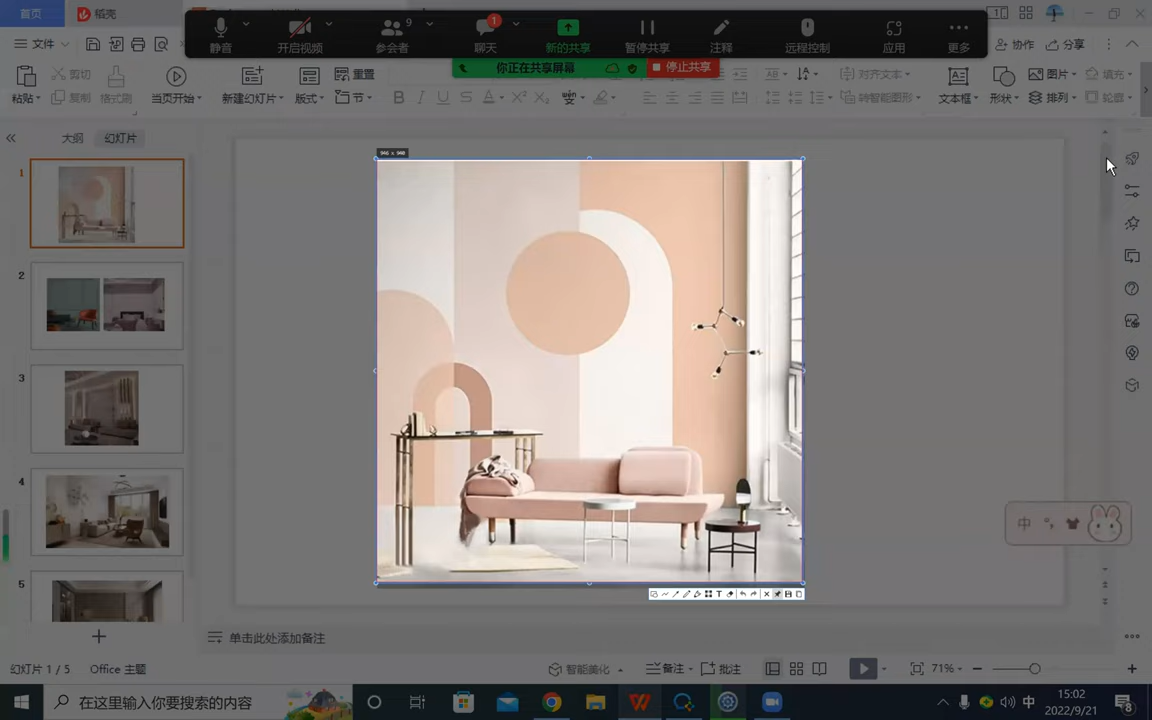 首页
稻壳
静音
开启视频
9
参会者
1
聊天
新的共享
暂停共享
注释
远程控制
应用
更多
你正在共享屏幕
停止共享
文件
协作
分享
粘贴
剪切
复制
格式刷
当页开始
新建幻灯片
版式
重置
节
B I U S A X² X₂
对齐文本
转智能图形
文本框
形状
图片
排列
填充
轮廓
大纲
幻灯片
1
2
3
4
5
中
单击此处添加备注
幻灯片 1 / 5
Office 主题
智能美化
备注
批注
71%
在这里输入你要搜索的内容
中
15:02
2022/9/21
8